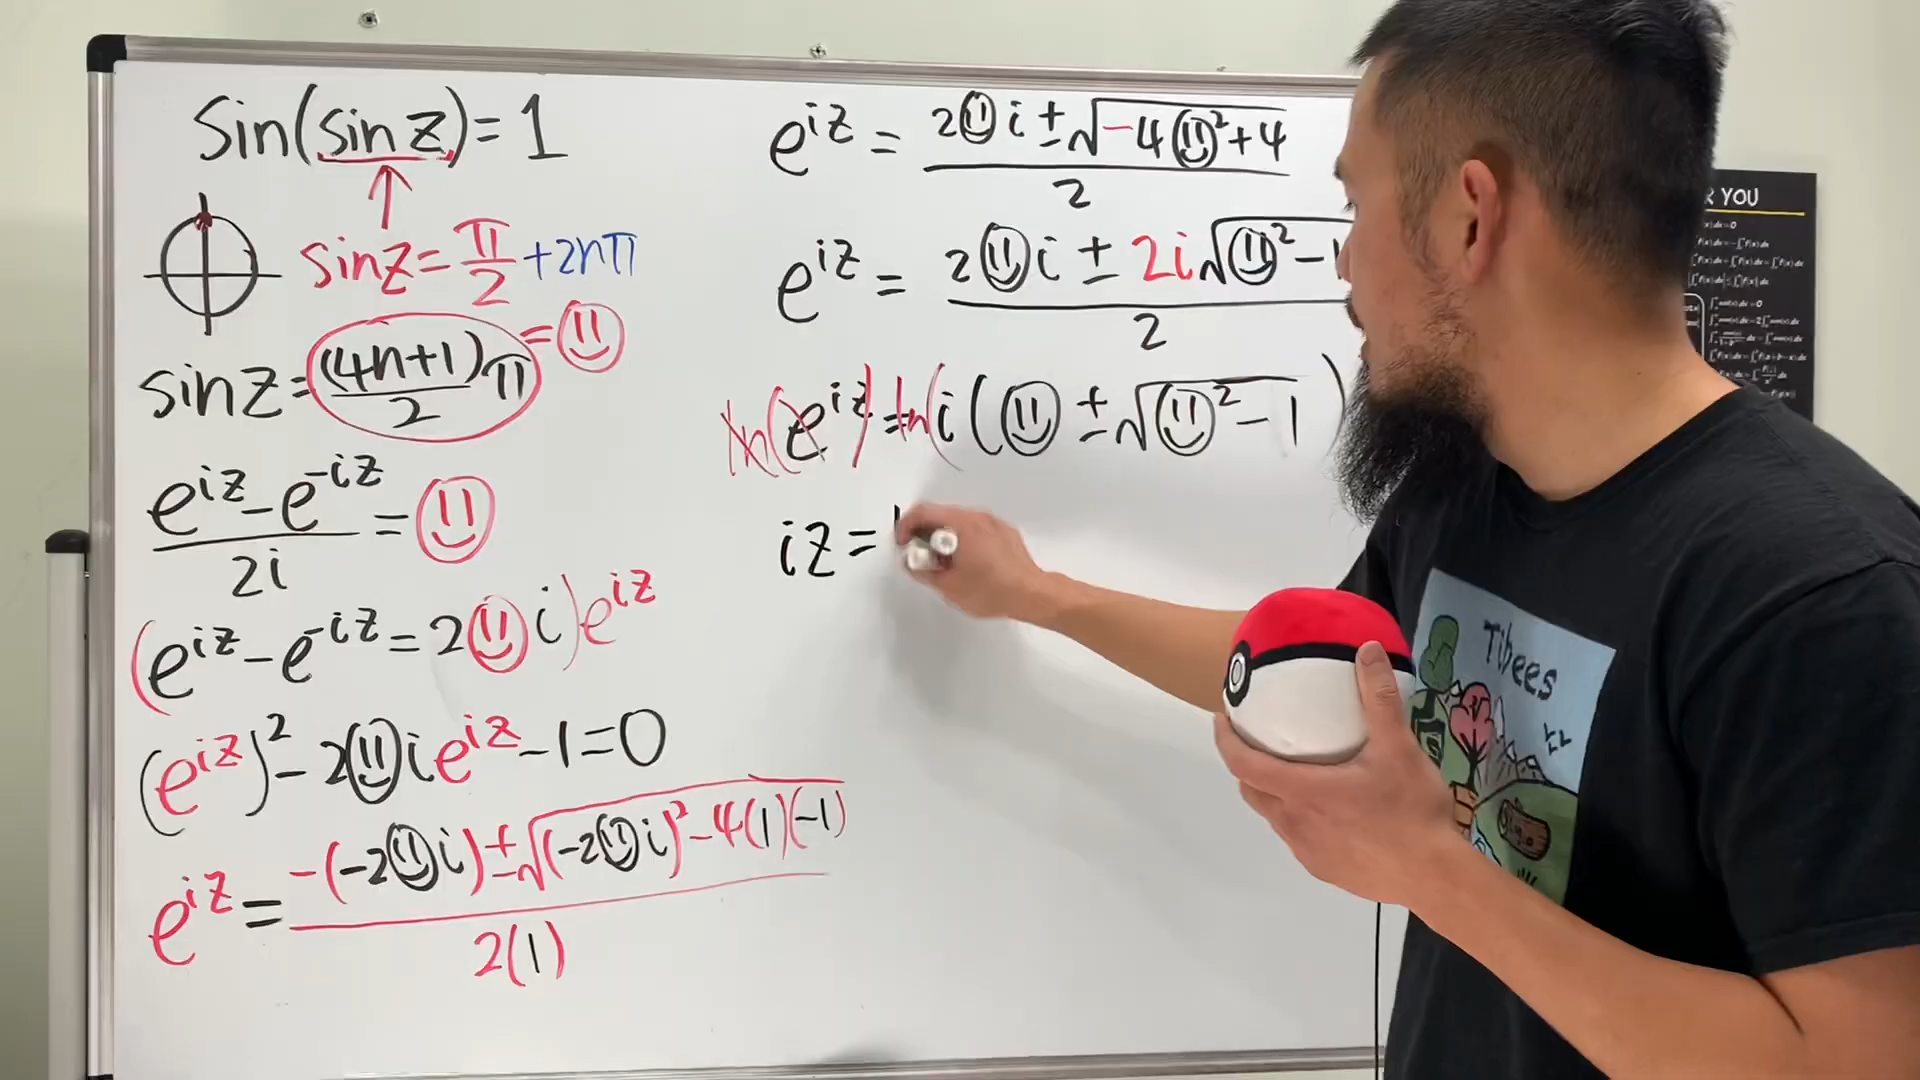 sin(sin z) = 1
sin z = π/2 + 2nπ
sin z = (4n+1)/2 π = ☺
(e^{iz} - e^{-iz})/2i = ☺
(e^{iz} - e^{-iz} = 2☺i) e^{iz}
(e^{iz})² - 2☺i e^{iz} - 1 = 0
e^{iz} = (-(-2☺i) ± √((-2☺i)² - 4(1)(-1)))/2(1)
e^{iz} = (2☺i ± √(-4☺² + 4))/2
e^{iz} = (2☺i ± 2i√(☺² - 1))/2
ln(e^{iz}) = ln(i(☺ ± √(☺² - 1))
iz =
YOU
Tibees